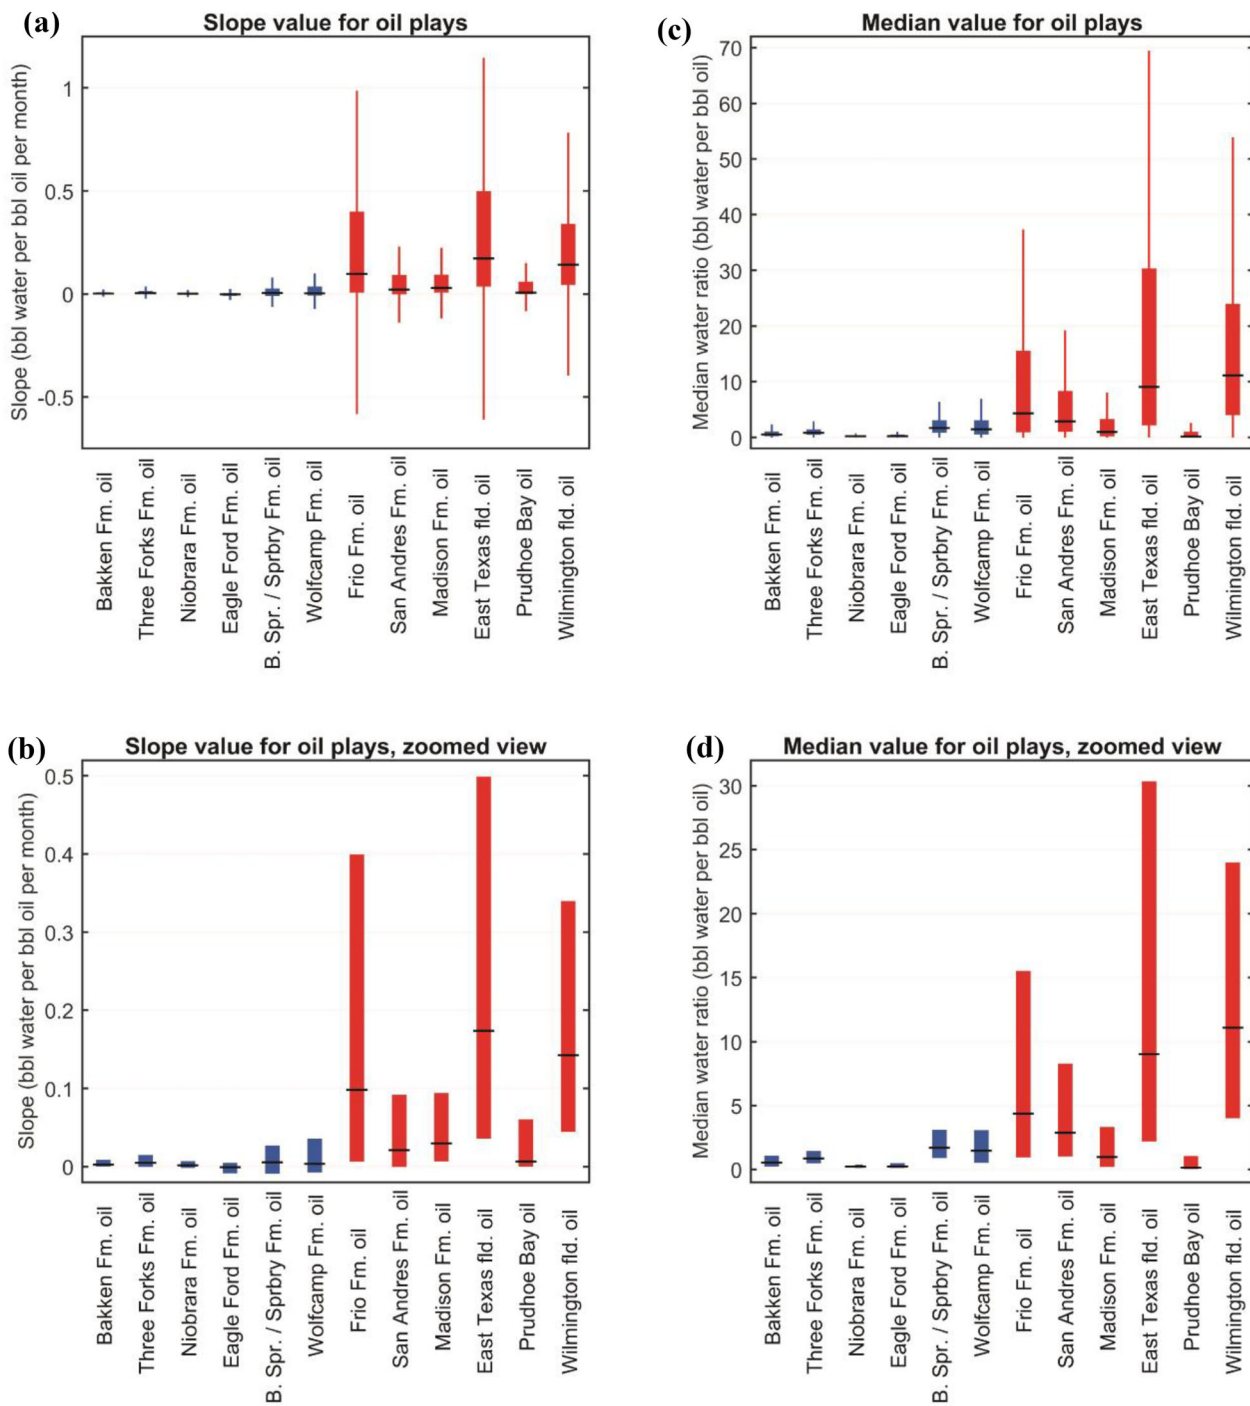 (a)
Slope value for oil plays
Slope (bbl water per bbl oil per month)
1
0.5
0
-0.5
Bakken Fm. oil
Three Forks Fm. oil
Niobrara Fm. oil
Eagle Ford Fm. oil
B. Spr. / Sprbry Fm. oil
Wolfcamp Fm. oil
Frio Fm. oil
San Andres Fm. oil
Madison Fm. oil
East Texas fld. oil
Prudhoe Bay oil
Wilmington fld. oil
(c)
Median value for oil plays
Median water ratio (bbl water per bbl oil)
70
60
50
40
30
20
10
0
Bakken Fm. oil
Three Forks Fm. oil
Niobrara Fm. oil
Eagle Ford Fm. oil
B. Spr. / Sprbry Fm. oil
Wolfcamp Fm. oil
Frio Fm. oil
San Andres Fm. oil
Madison Fm. oil
East Texas fld. oil
Prudhoe Bay oil
Wilmington fld. oil
(b)
Slope value for oil plays, zoomed view
Slope (bbl water per bbl oil per month)
0.5
0.4
0.3
0.2
0.1
0
Bakken Fm. oil
Three Forks Fm. oil
Niobrara Fm. oil
Eagle Ford Fm. oil
B. Spr. / Sprbry Fm. oil
Wolfcamp Fm. oil
Frio Fm. oil
San Andres Fm. oil
Madison Fm. oil
East Texas fld. oil
Prudhoe Bay oil
Wilmington fld. oil
(d)
Median value for oil plays, zoomed view
Median water ratio (bbl water per bbl oil)
30
25
20
15
10
5
0
Bakken Fm. oil
Three Forks Fm. oil
Niobrara Fm. oil
Eagle Ford Fm. oil
B. Spr. / Sprbry Fm. oil
Wolfcamp Fm. oil
Frio Fm. oil
San Andres Fm. oil
Madison Fm. oil
East Texas fld. oil
Prudhoe Bay oil
Wilmington fld. oil